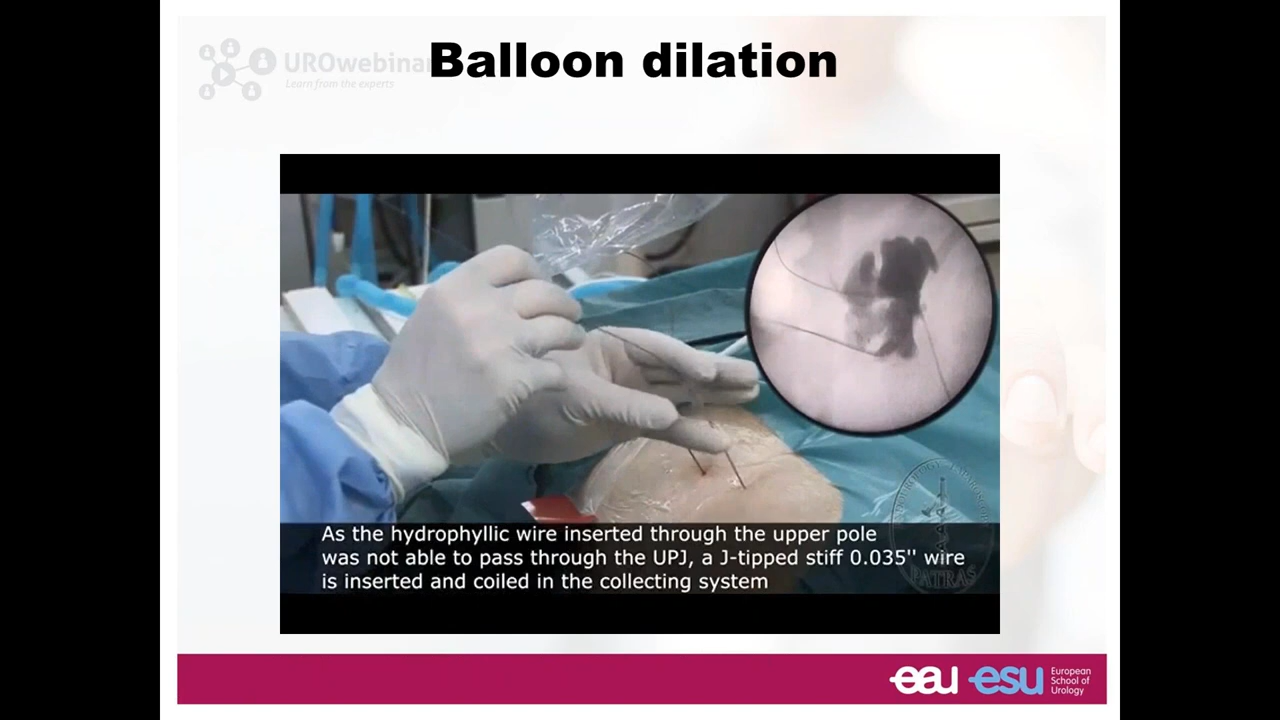 UROwebinar
Learn from the experts
Balloon dilation
As the hydrophyllic wire inserted through the upper pole
was not able to pass through the UPJ, a J-tipped stiff 0.035'' wire
is inserted and coiled in the collecting system
PATRAS
eau esu European
School of
Urology